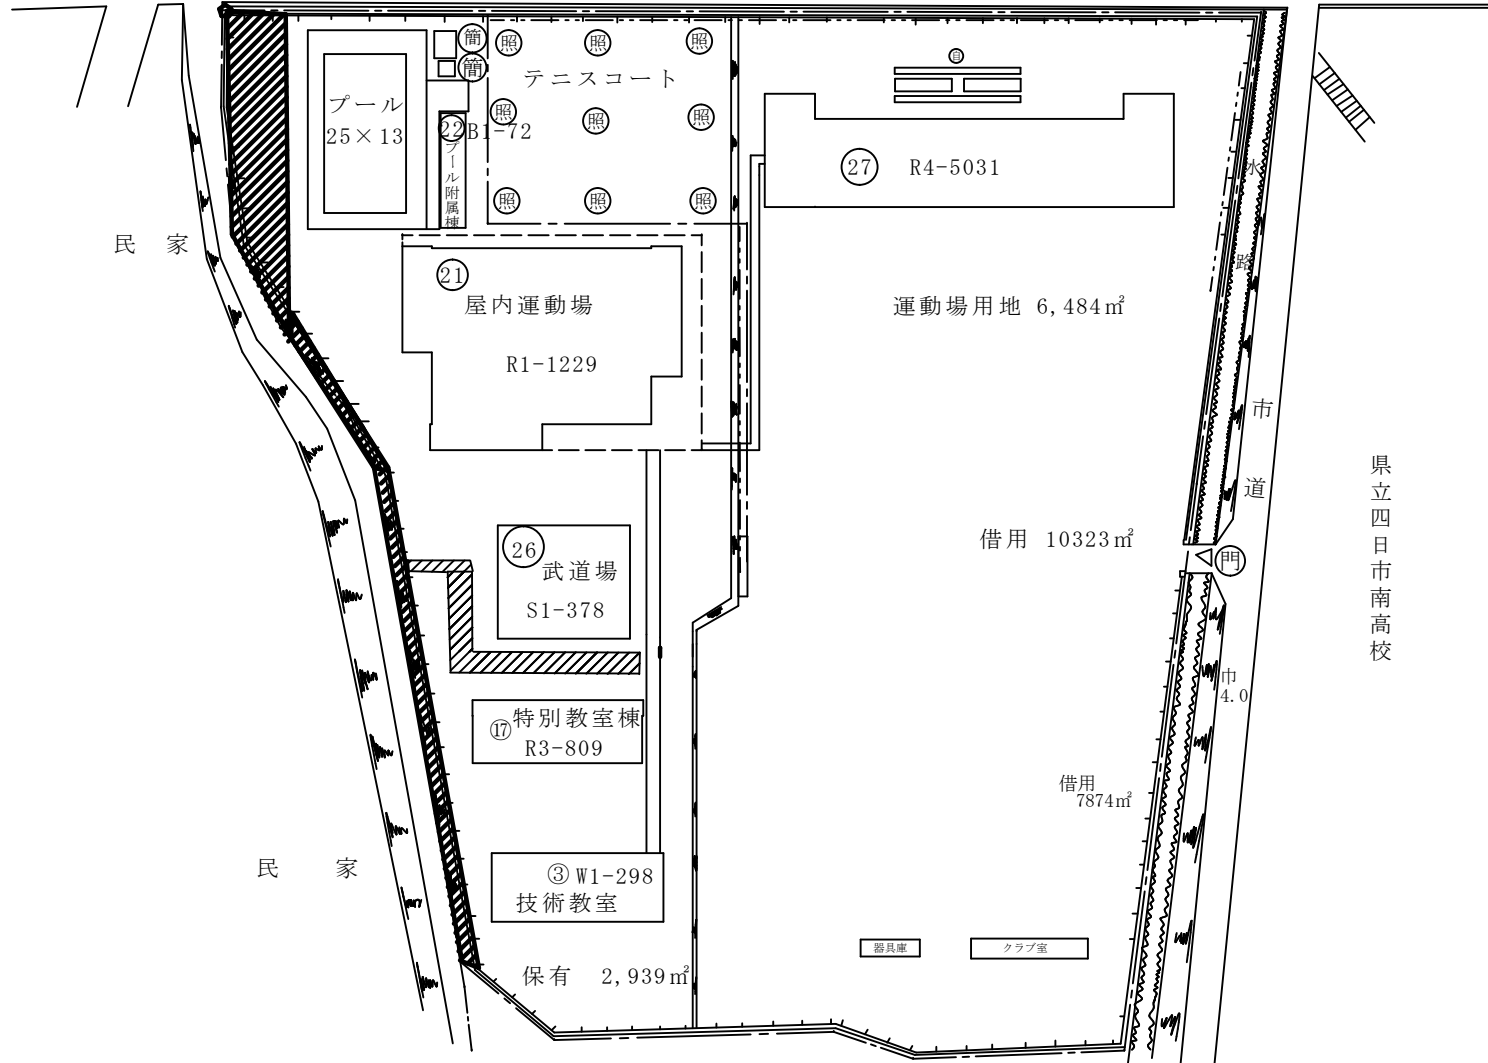 簡
簡
照
照
照
テニスコート
プール
25×13
照
照
照
22 B1-72
プール附属棟
照
照
照
自
27 R4-5031
水路
民 家
21
屋内運動場
R1-1229
運動場用地 6,484㎡
市道
県立四日市南高校
26
武道場
S1-378
借用 10323㎡
門
巾
4.0
⑰ 特別教室棟
R3-809
借用
7874㎡
民 家
③ W1-298
技術教室
器具庫
クラブ室
保有 2,939㎡